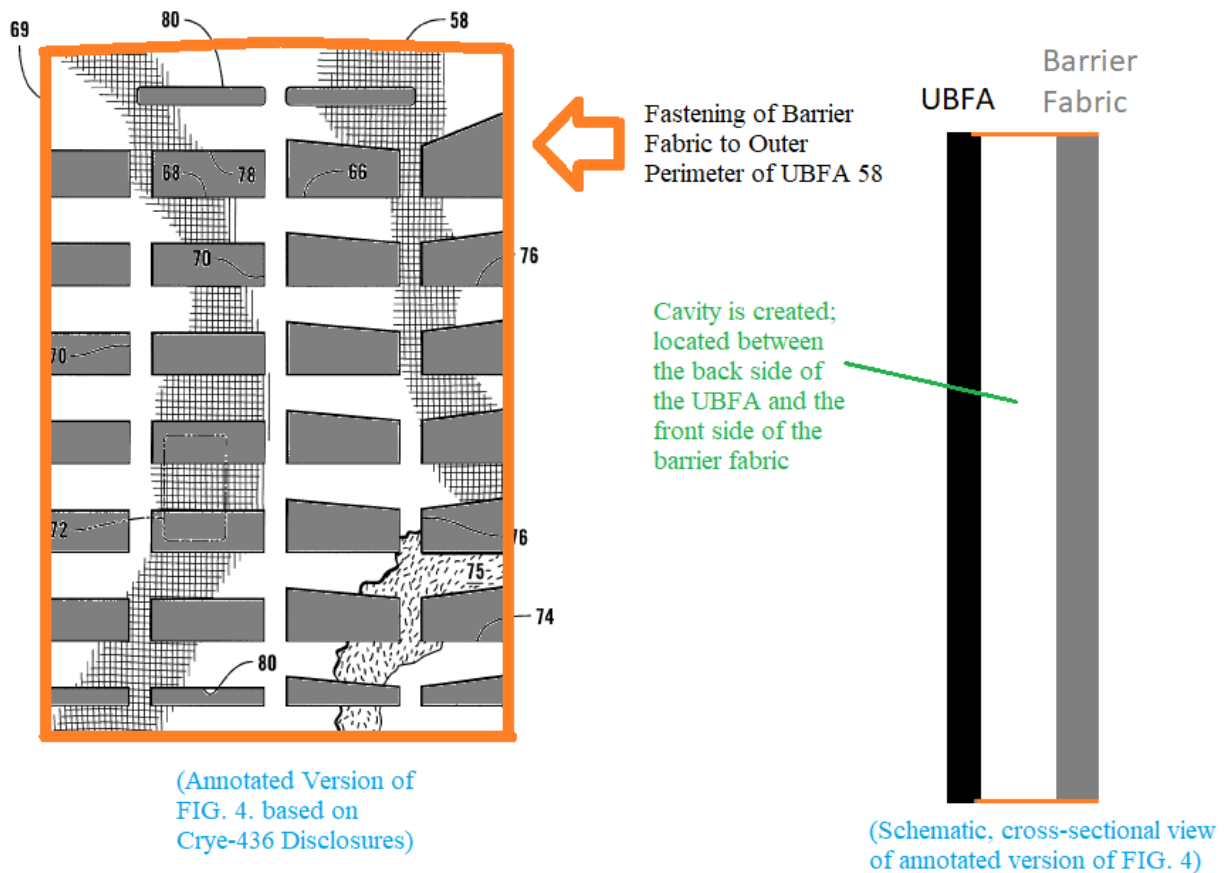 69
80
58
78
68
66
70
76
70
72
76
75
74
80
Fastening of Barrier
Fabric to Outer
Perimeter of UBFA 58
(Annotated Version of
FIG. 4. based on
Crye-436 Disclosures)
UBFA
Barrier
Fabric
Cavity is created;
located between
the back side of
the UBFA and the
front side of the
barrier fabric
(Schematic, cross-sectional view
of annotated version of FIG. 4)